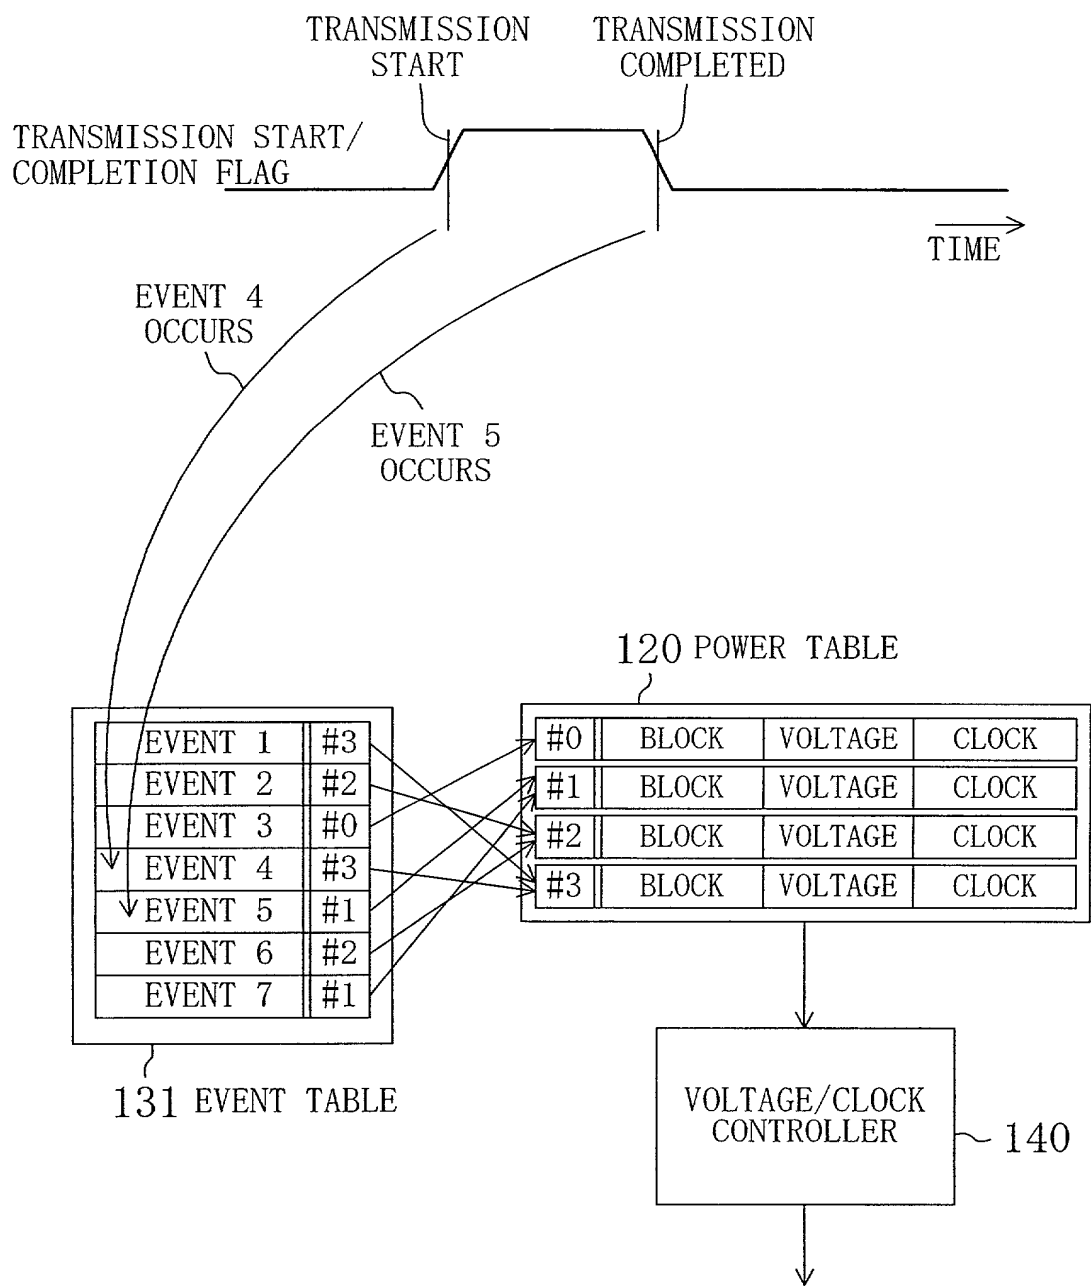 TRANSMISSION
START
TRANSMISSION
COMPLETED
TRANSMISSION START/
COMPLETION FLAG
TIME
EVENT 4
OCCURS
EVENT 5
OCCURS
120 POWER TABLE
#0 BLOCK VOLTAGE CLOCK
#1 BLOCK VOLTAGE CLOCK
#2 BLOCK VOLTAGE CLOCK
#3 BLOCK VOLTAGE CLOCK
EVENT 1 #3
EVENT 2 #2
EVENT 3 #0
EVENT 4 #3
EVENT 5 #1
EVENT 6 #2
EVENT 7 #1
131 EVENT TABLE
VOLTAGE/CLOCK
CONTROLLER
140